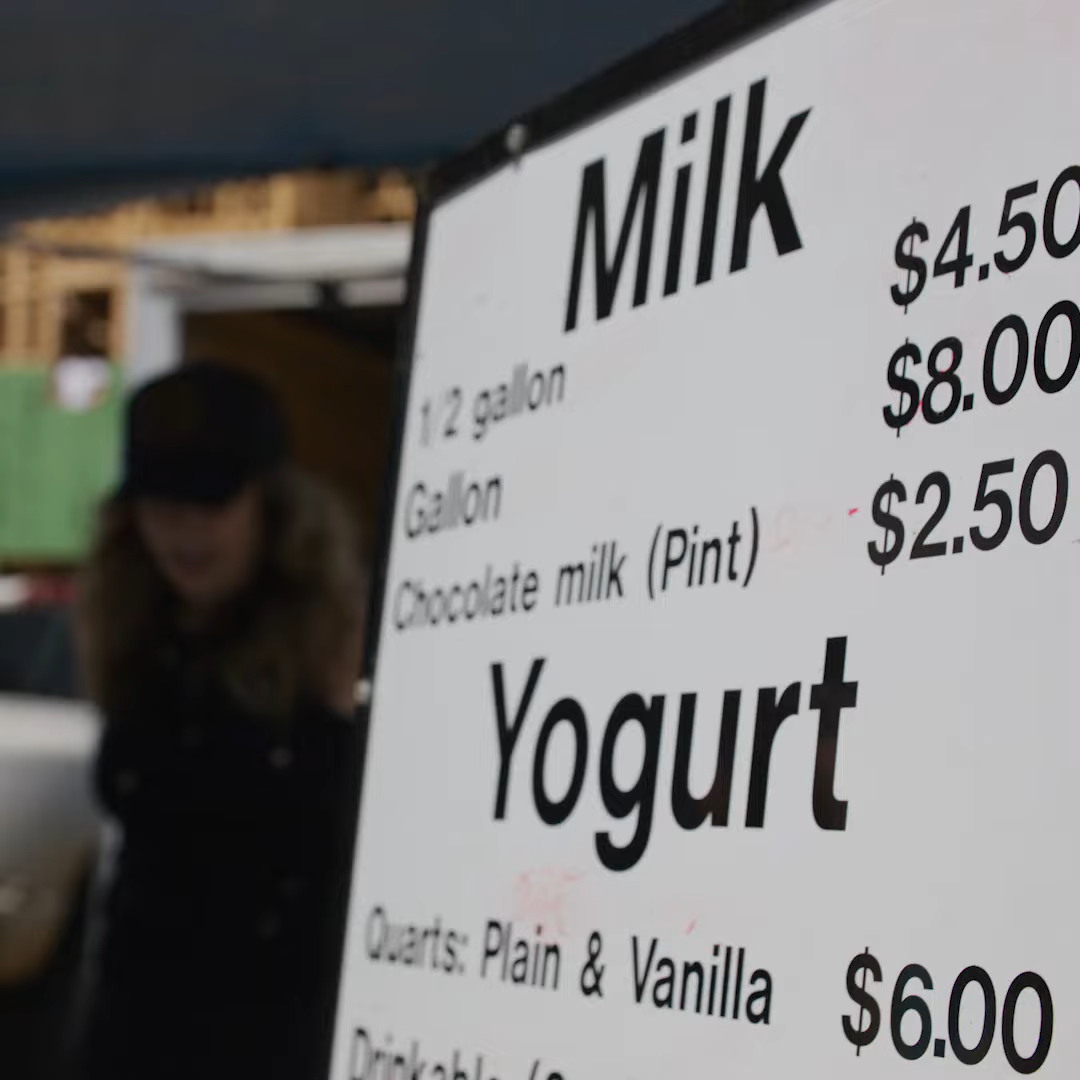 Milk
1/2 gallon $4.50
Gallon $8.00
Chocolate milk (Pint) $2.50
Yogurt
Quarts: Plain & Vanilla $6.00
Drinkable